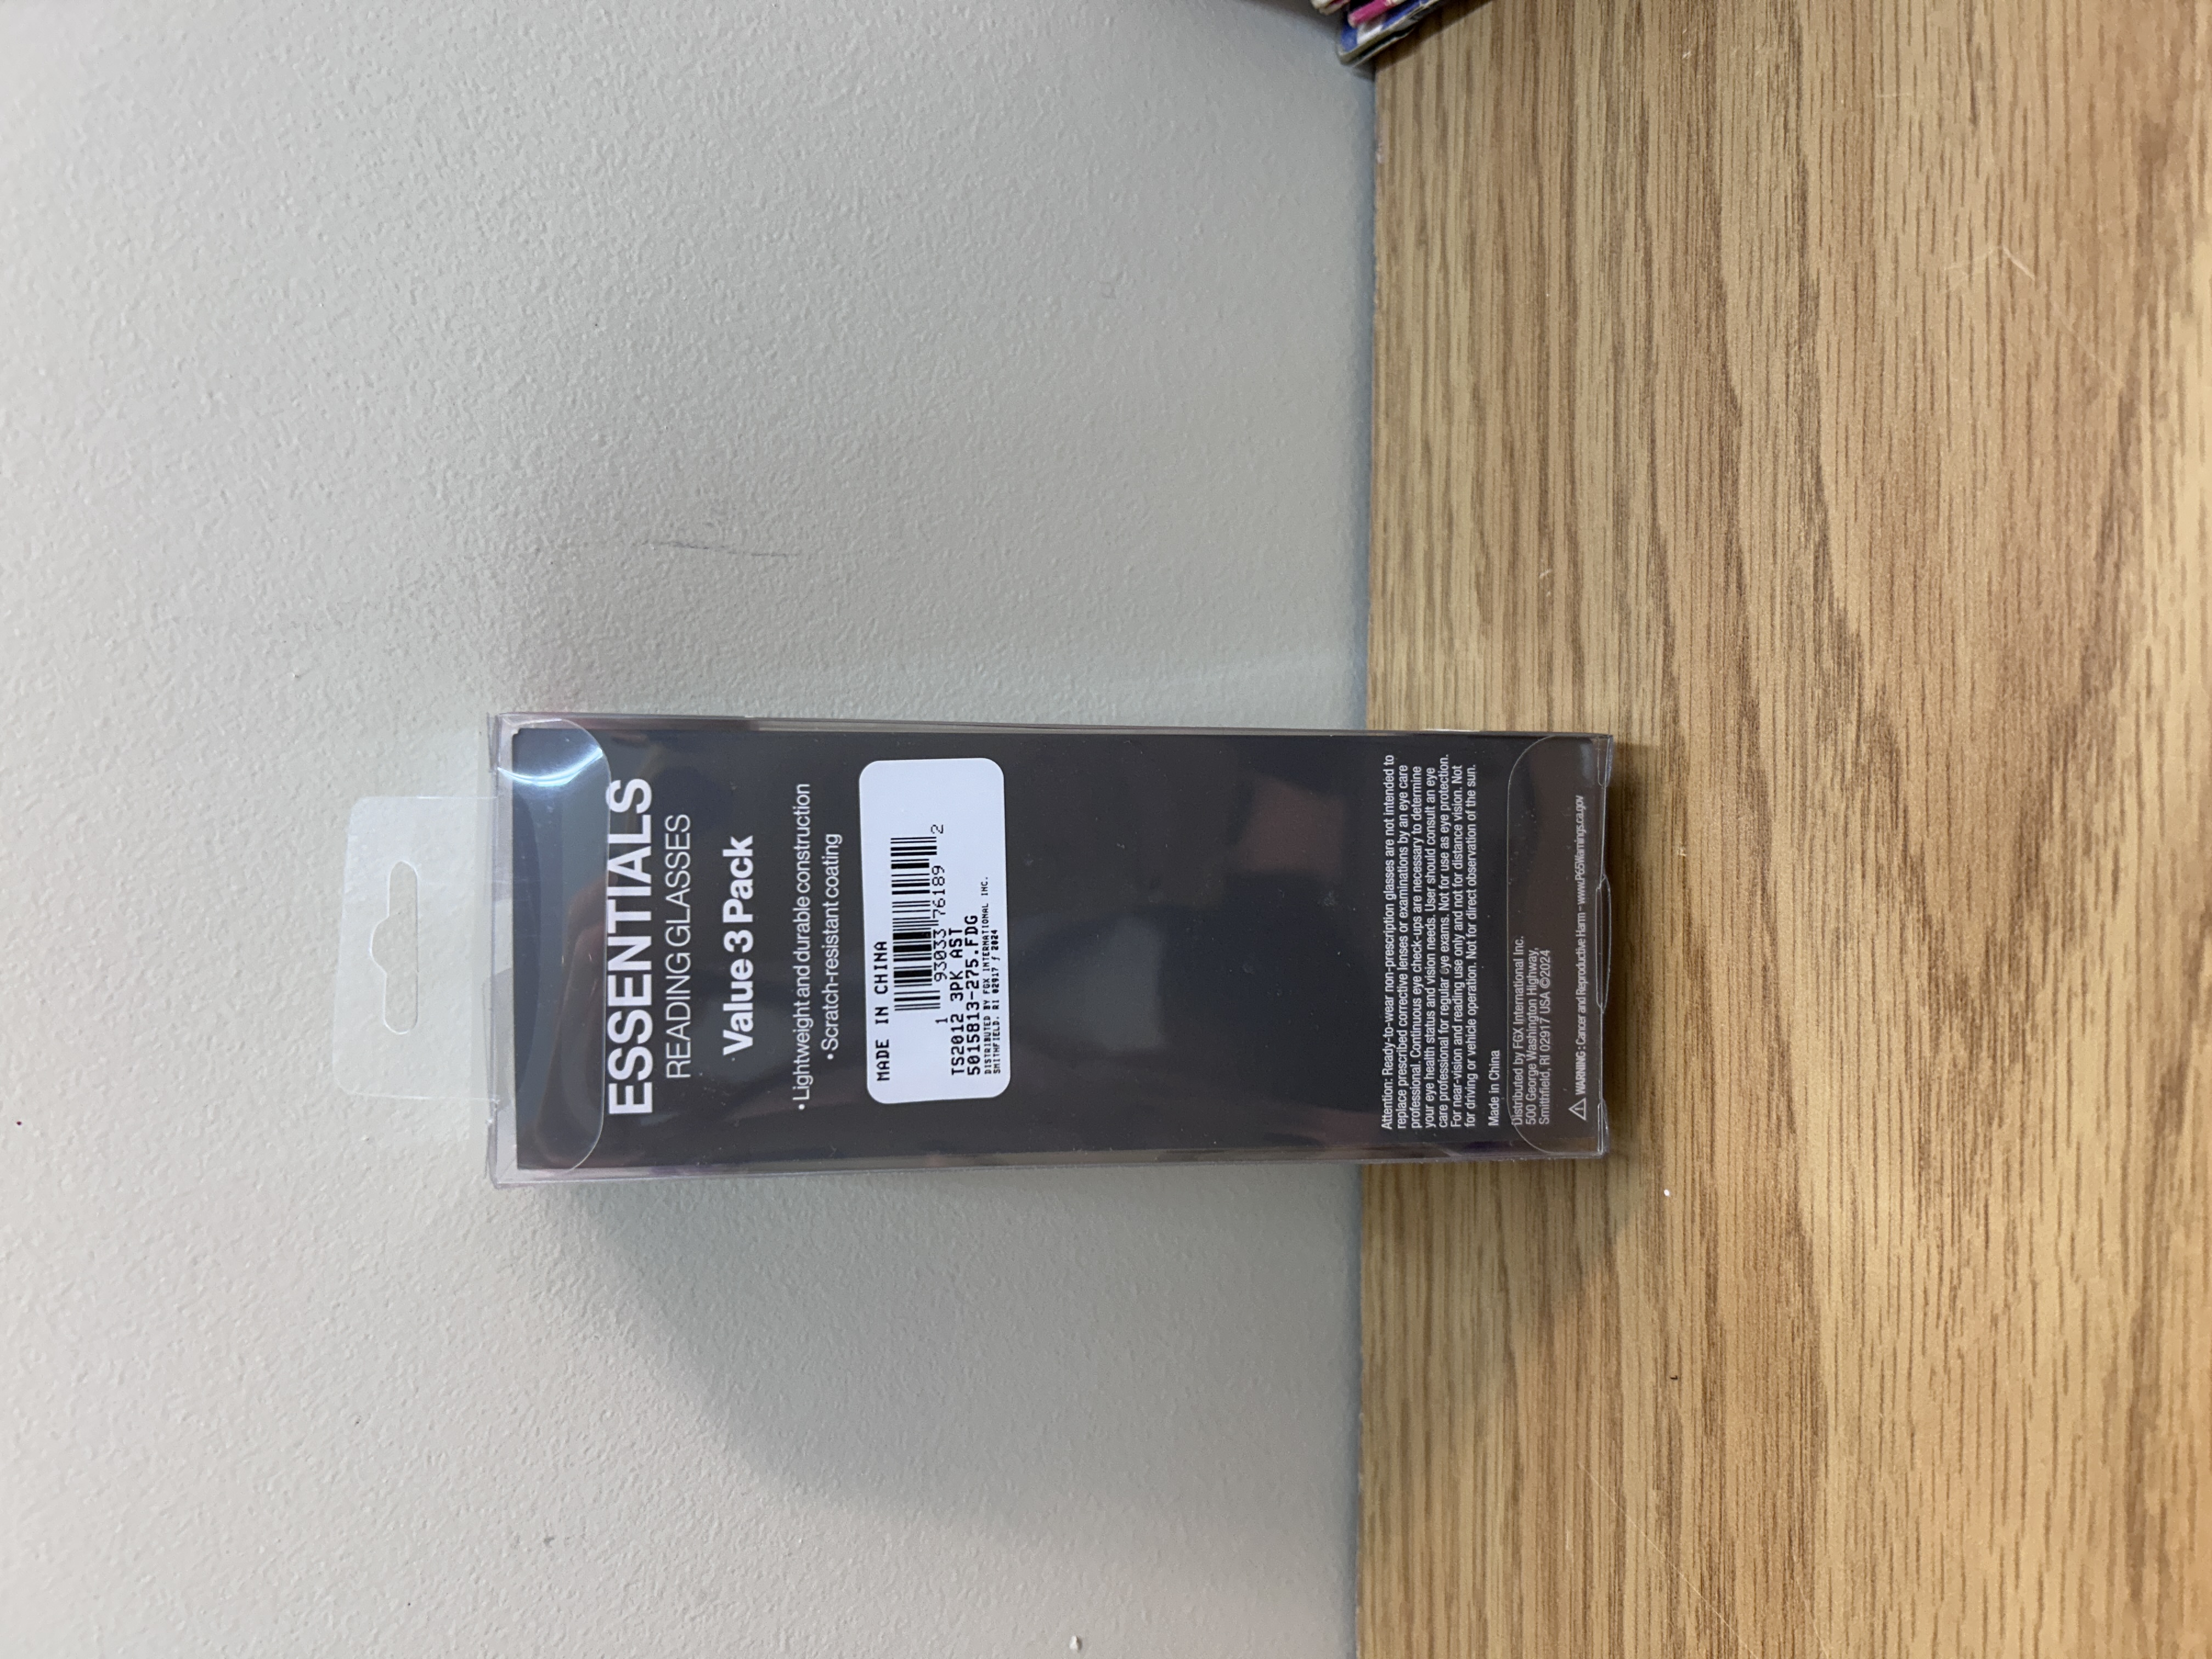 ESSENTIALS
READING GLASSES
Value 3 Pack
• Lightweight and durable construction
• Scratch-resistant coating
MADE IN CHINA
1 93033 76189 2
TS2012 3PK AST
5015813-275.FDG
DISTRIBUTED BY FGX INTERNATIONAL INC.
SMITHFIELD, RI 02917 / 2024
Attention: Ready-to-wear non-prescription glasses are not intended to
replace prescribed corrective lenses or examinations by an eye care
professional. Continuous eye check-ups are necessary to determine
your eye health status and vision needs. User should consult an eye
care professional for regular eye exams. Not for use as eye protection.
For near-vision and reading use only and not for distance vision. Not
for driving or vehicle operation. Not for direct observation of the sun.
Made in China
Distributed by FGX International Inc.
500 George Washington Highway,
Smithfield, RI 02917 USA ©2024
⚠ WARNING: Cancer and Reproductive Harm - www.P65Warnings.ca.gov